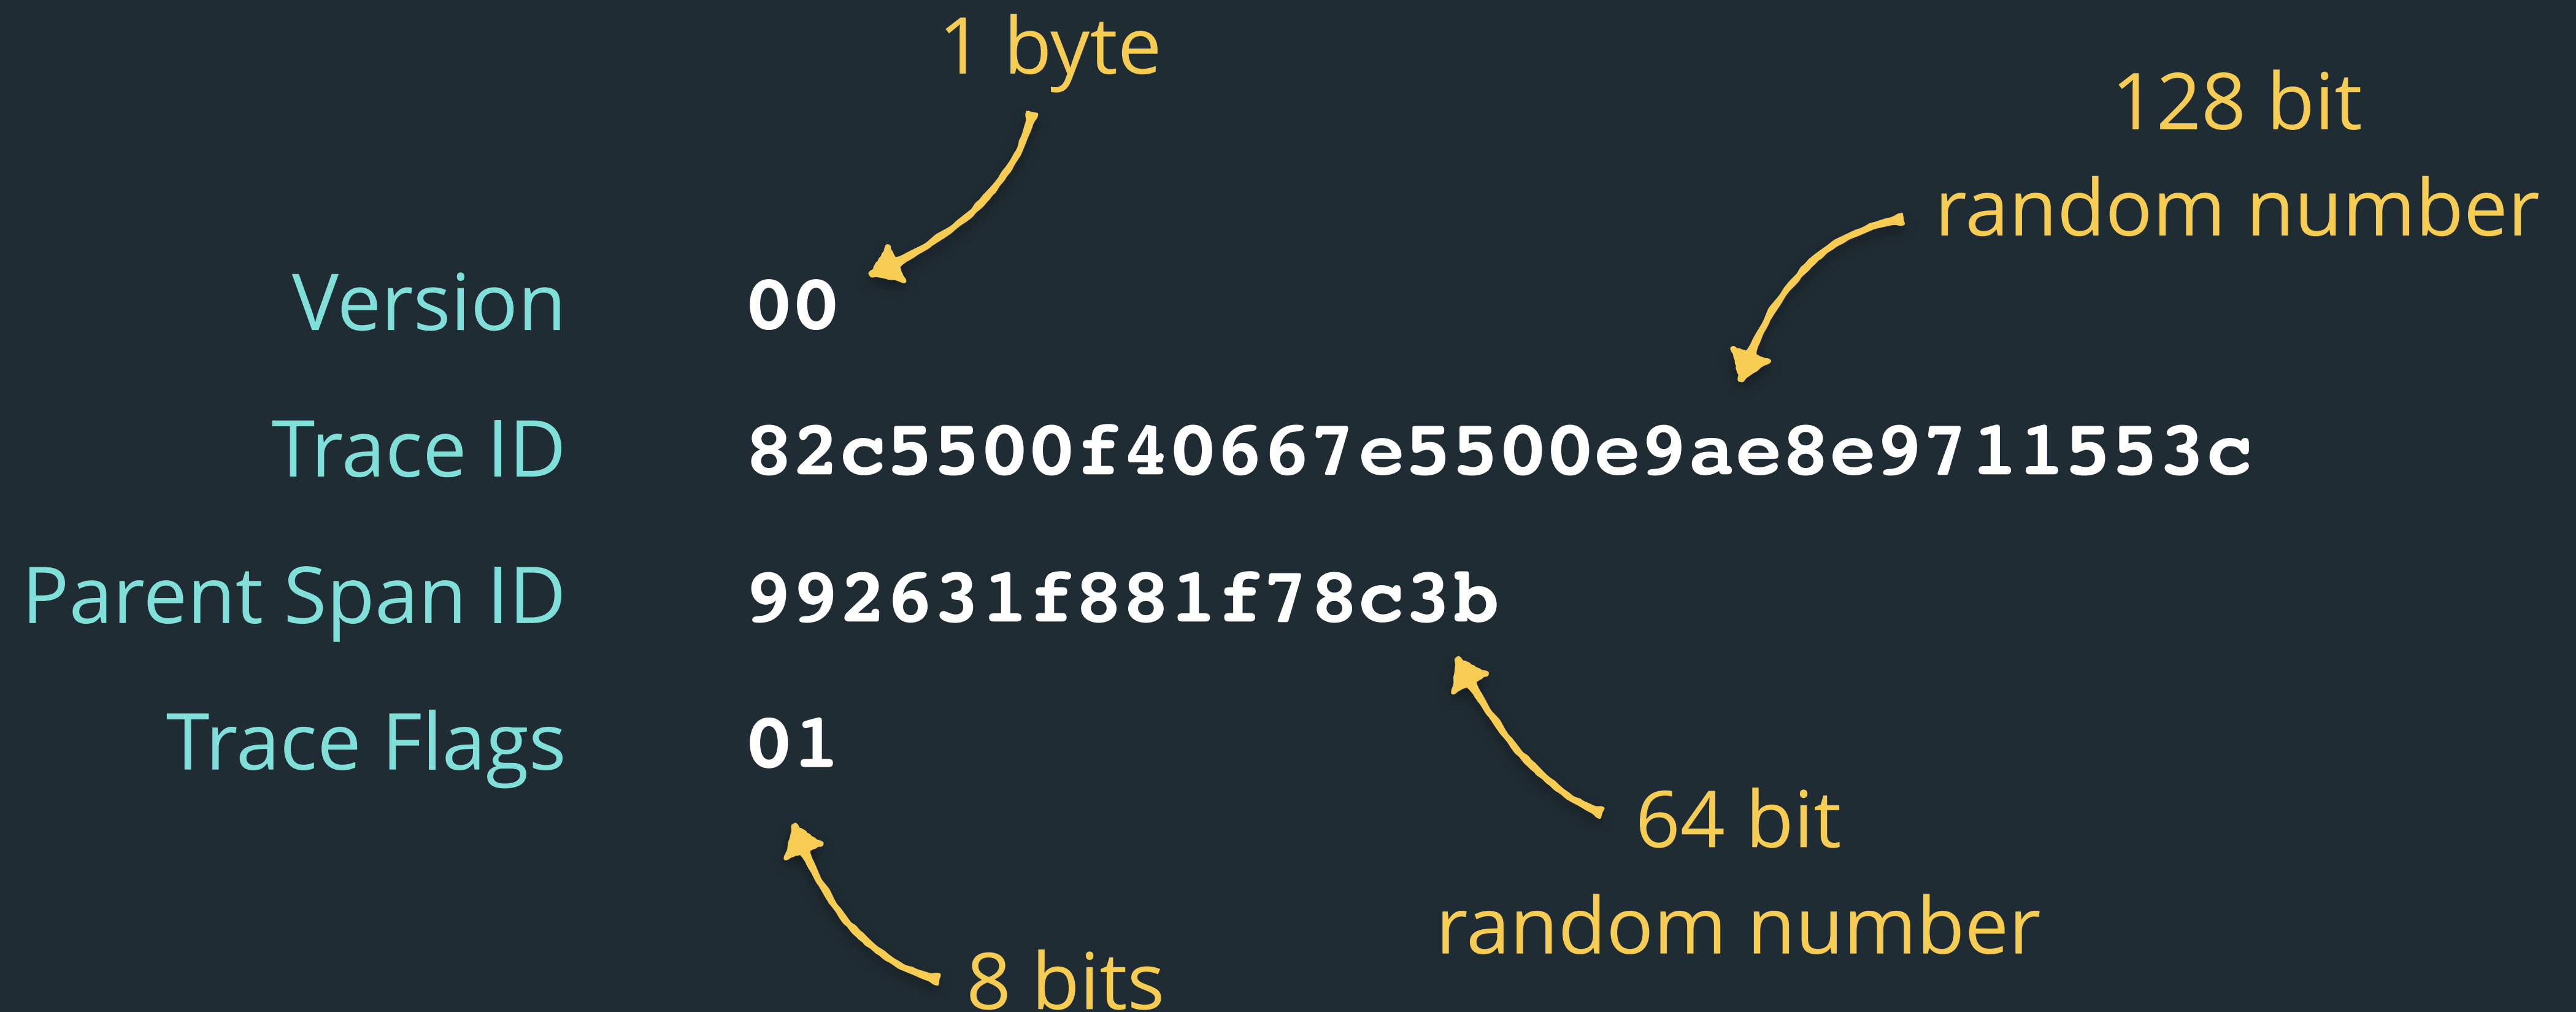 1 byte
128 bit
random number
Version 00
Trace ID 82c5500f40667e5500e9ae8e9711553c
Parent Span ID 992631f881f78c3b
Trace Flags 01
64 bit
random number
8 bits